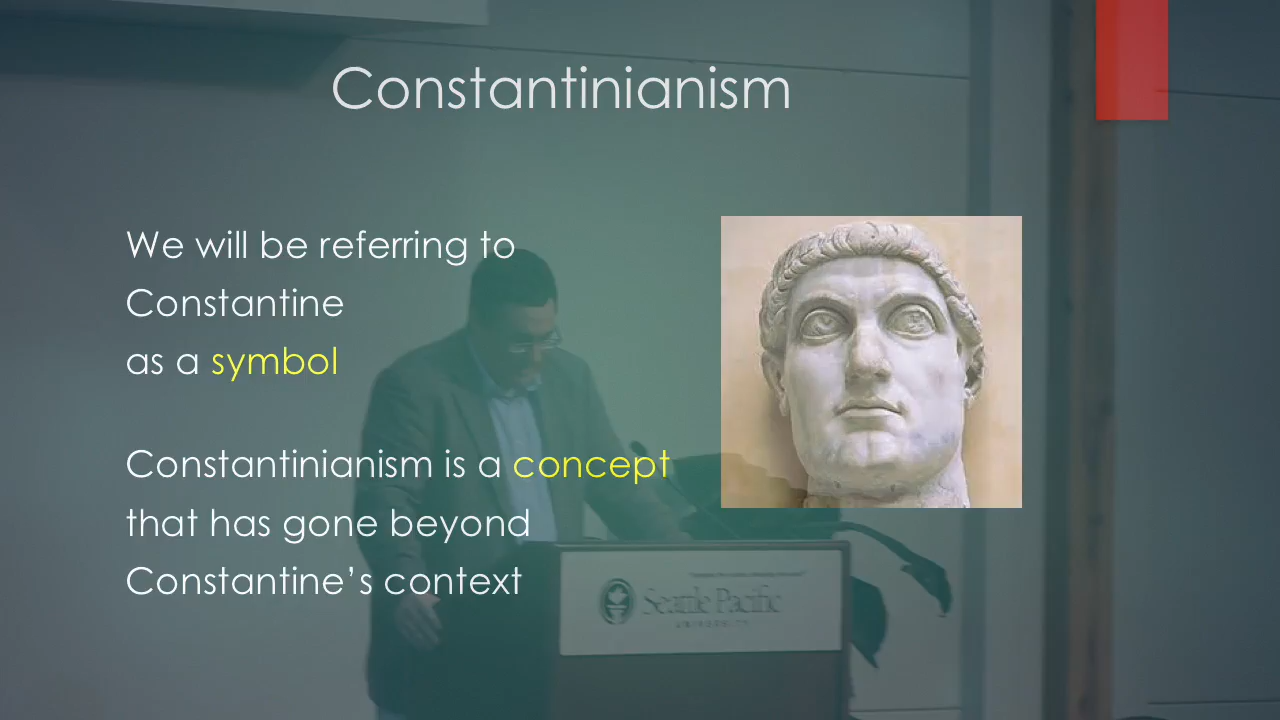 Constantinianism
We will be referring to
Constantine
as a symbol
Constantinianism is a concept
that has gone beyond
Constantine’s context
Seattle Pacific
UNIVERSITY